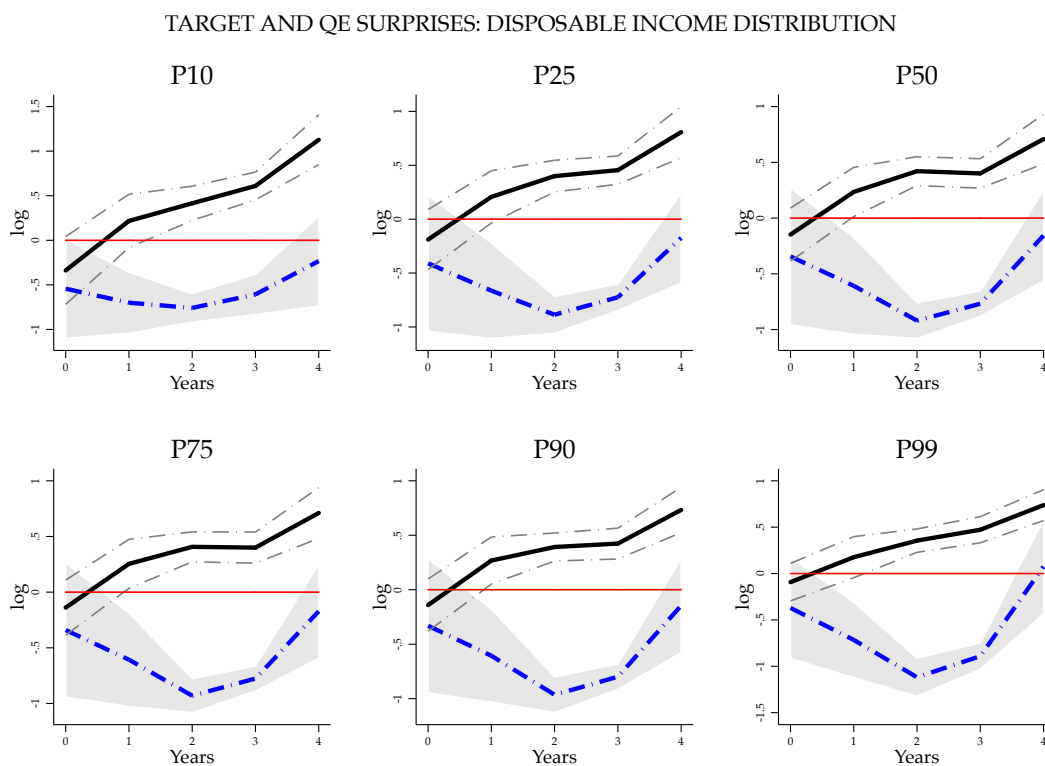 TARGET AND QE SURPRISES: DISPOSABLE INCOME DISTRIBUTION
P10
P25
P50
log
-1 -.5 0 .5 1 1.5
0 1 2 3 4
Years
log
-1 -.5 0 .5 1
0 1 2 3 4
Years
log
-1 -.5 0 .5 1
0 1 2 3 4
Years
P75
P90
P99
log
-1 -.5 0 .5 1
0 1 2 3 4
Years
log
-1 -.5 0 .5 1
0 1 2 3 4
Years
log
-1.5 -1 -.5 0 .5 1
0 1 2 3 4
Years